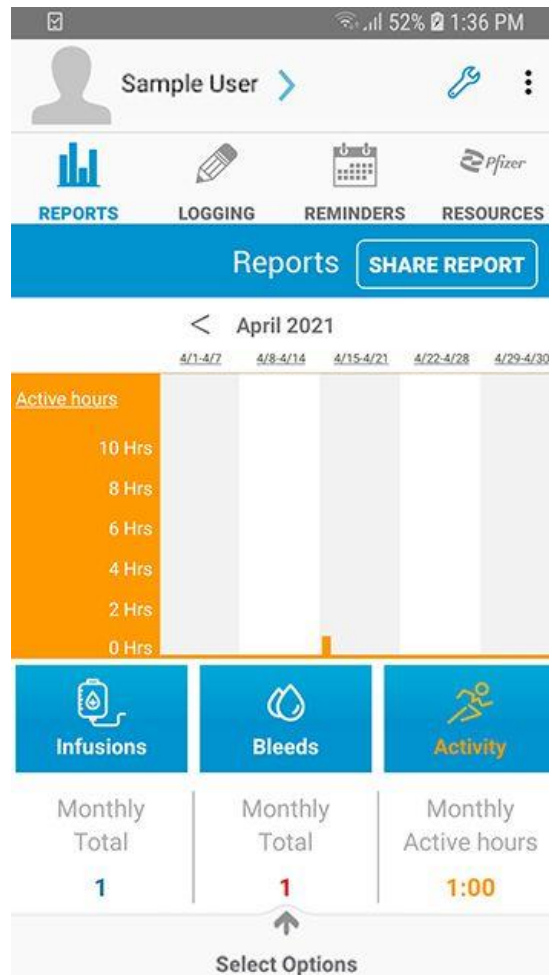 52% 1:36 PM
Sample User
Pfizer
REPORTS LOGGING REMINDERS RESOURCES
Reports SHARE REPORT
< April 2021
4/1-4/7 4/8-4/14 4/15-4/21 4/22-4/28 4/29-4/30
Active hours
10 Hrs
8 Hrs
6 Hrs
4 Hrs
2 Hrs
0 Hrs
Infusions Bleeds Activity
Monthly Monthly Monthly
Total Total Active hours
1 1 1:00
Select Options